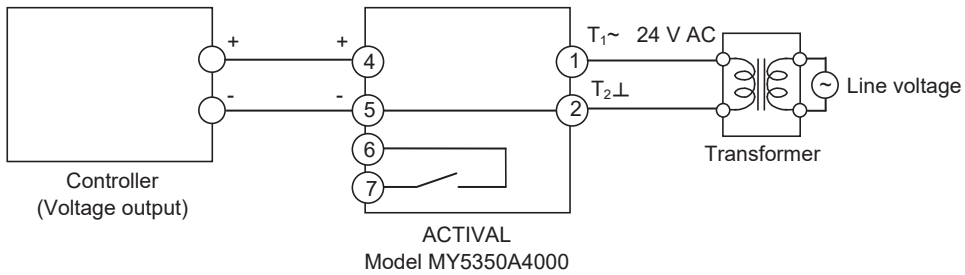 T₁~ 24 V AC
+ + 4 1
T₂⊥
- - 5 2
Line voltage
~
6
7
Transformer
Controller
(Voltage output)
ACTIVAL
Model MY5350A4000